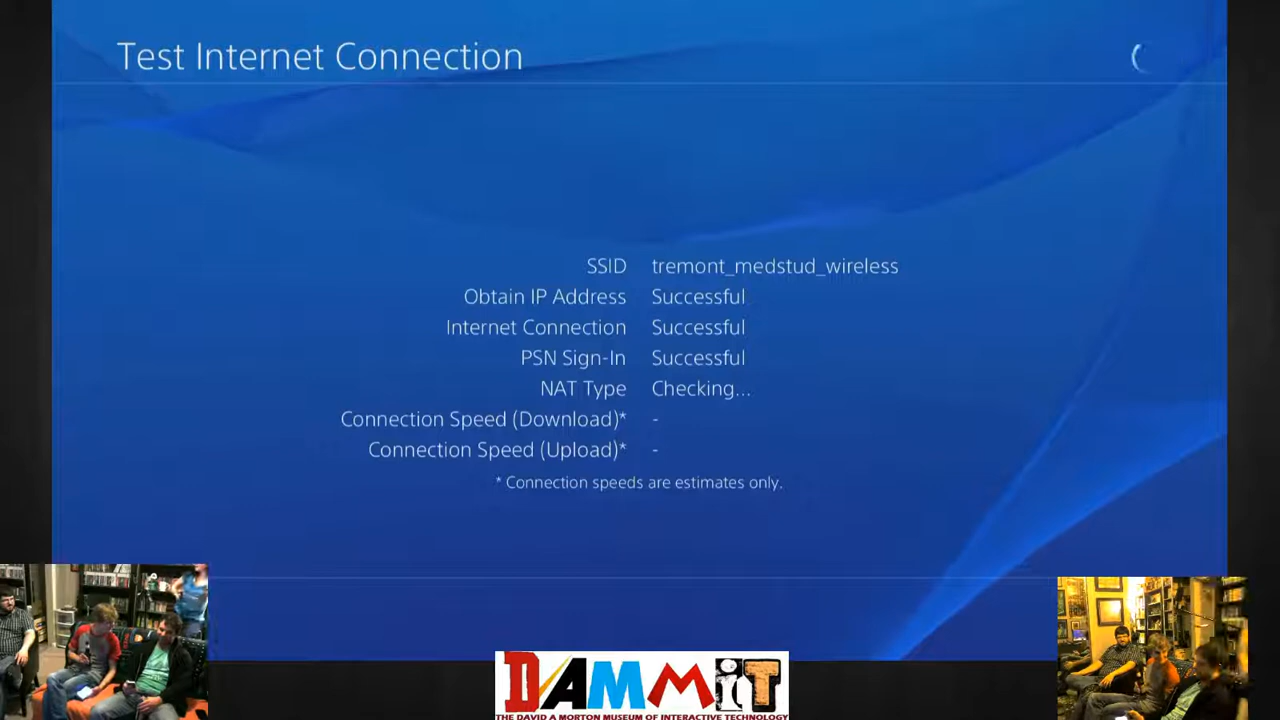 Test Internet Connection
SSID tremont_medstud_wireless
Obtain IP Address Successful
Internet Connection Successful
PSN Sign-In Successful
NAT Type Checking...
Connection Speed (Download)* -
Connection Speed (Upload)* -
* Connection speeds are estimates only.
DAMMiT
THE DAVID A MORTON MUSEUM OF INTERACTIVE TECHNOLOGY